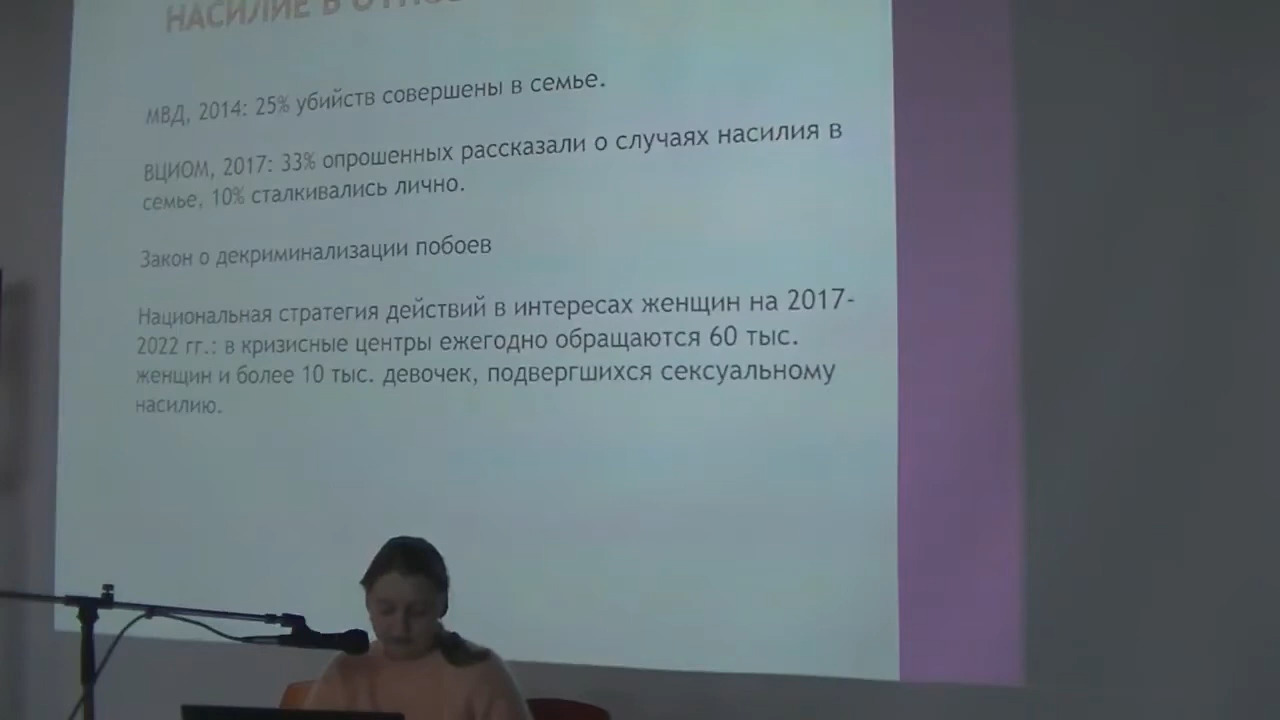 НАСИЛИЕ В
МВД, 2014: 25% убийств совершены в семье.
ВЦИОМ, 2017: 33% опрошенных рассказали о случаях насилия в
семье, 10% сталкивались лично.
Закон о декриминализации побоев
Национальная стратегия действий в интересах женщин на 2017-
2022 гг.: в кризисные центры ежегодно обращаются 60 тыс.
женщин и более 10 тыс. девочек, подвергшихся сексуальному
насилию.